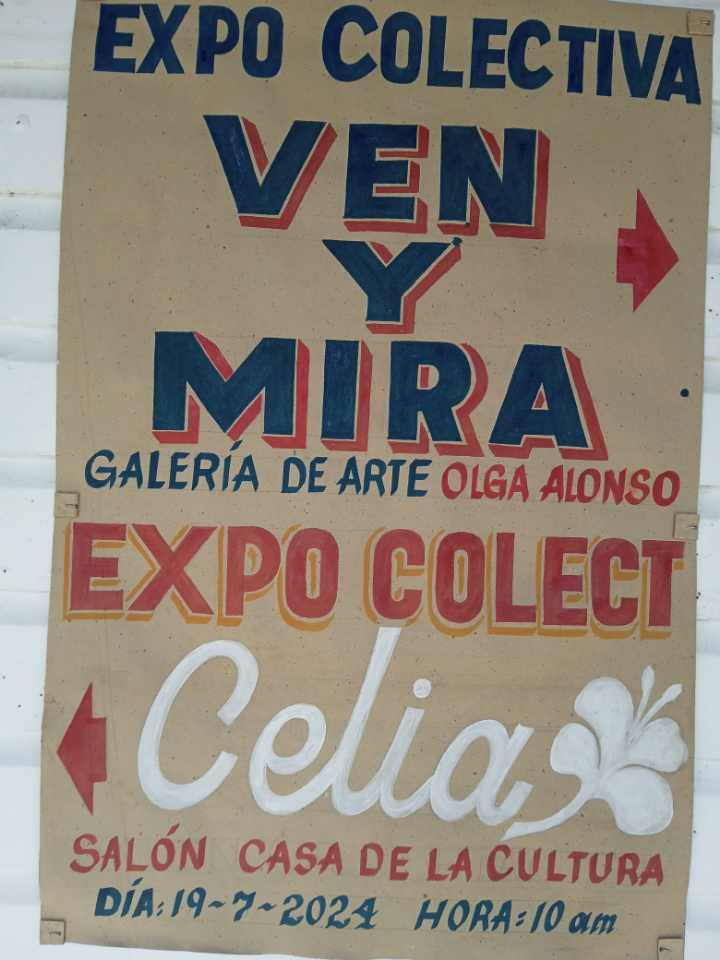 EXPO COLECTIVA
VEN
Y
MIRA
GALERÍA DE ARTE OLGA ALONSO
EXPO COLECT
Celia
SALÓN CASA DE LA CULTURA
DÍA: 19-7-2024 HORA: 10 am